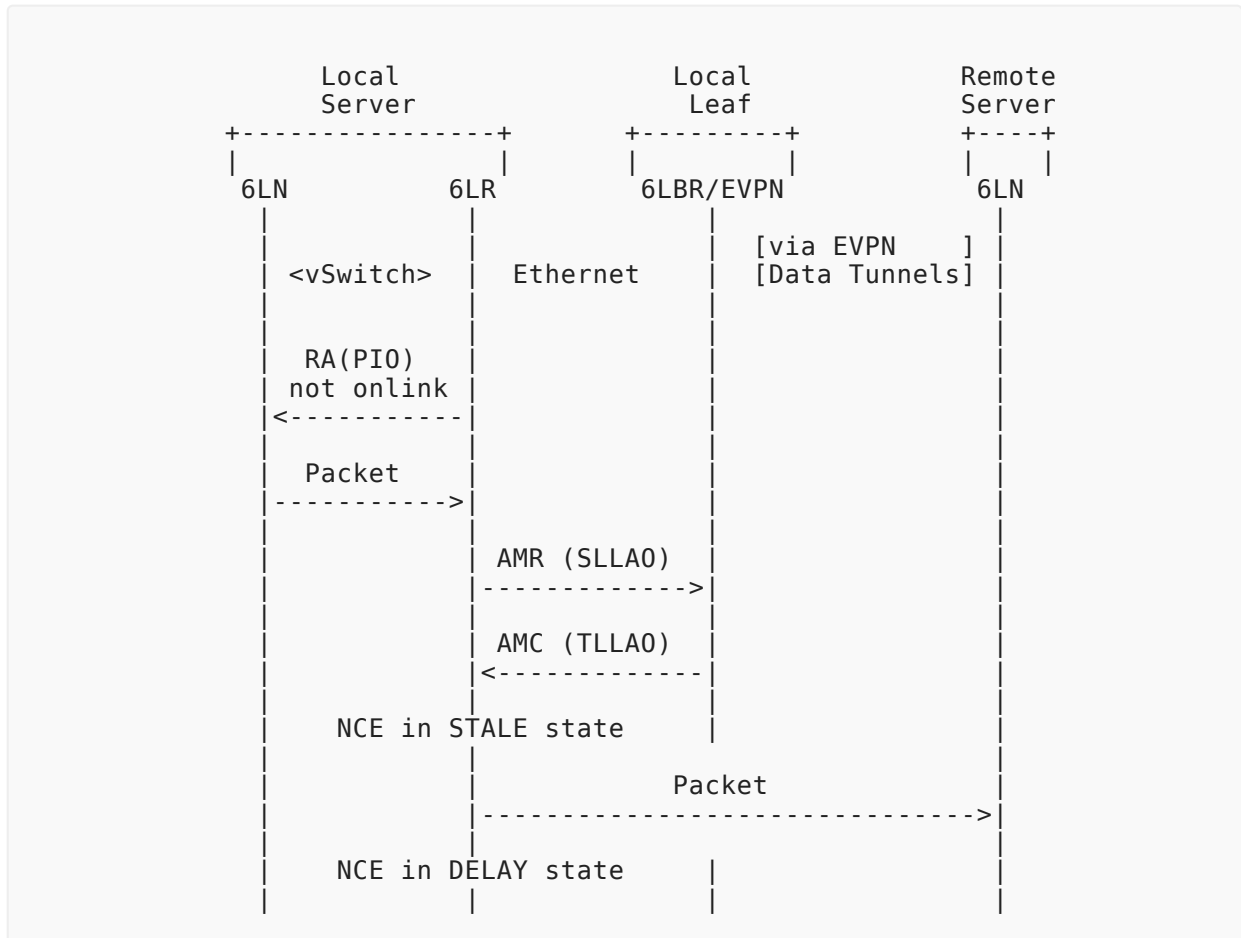 Local Local Remote
Server Leaf Server
+----------------+ +---------+ +----+
| | | | | |
6LN 6LR 6LBR/EVPN 6LN
| | | |
| | | [via EVPN ] |
| <vSwitch> | Ethernet | [Data Tunnels] |
| | | |
| | | |
| RA(PIO) | | |
| not onlink | | |
|<-----------| | |
| | | |
| Packet | | |
|----------->| | |
| | | |
| | AMR (SLLAO) | |
| |------------->| |
| | | |
| | AMC (TLLAO) | |
| |<-------------| |
| | | |
| NCE in STALE state | |
| | |
| | Packet |
| |------------------------------->|
| | |
| NCE in DELAY state | |
| | | |